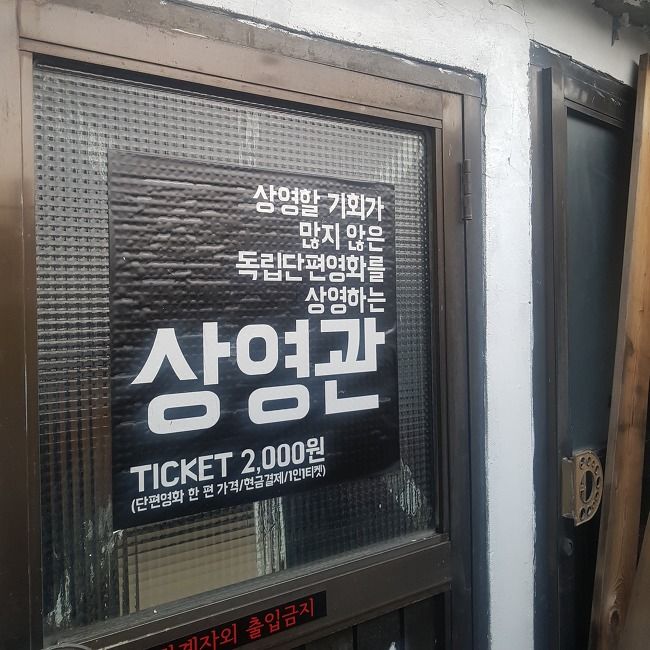 상영할 기회가
많지 않은
독립단편영화를
상영하는
상영관
TICKET 2,000원
(단편영화 한 편 가격/현금결제/1인1티켓)
계자외 출입금지